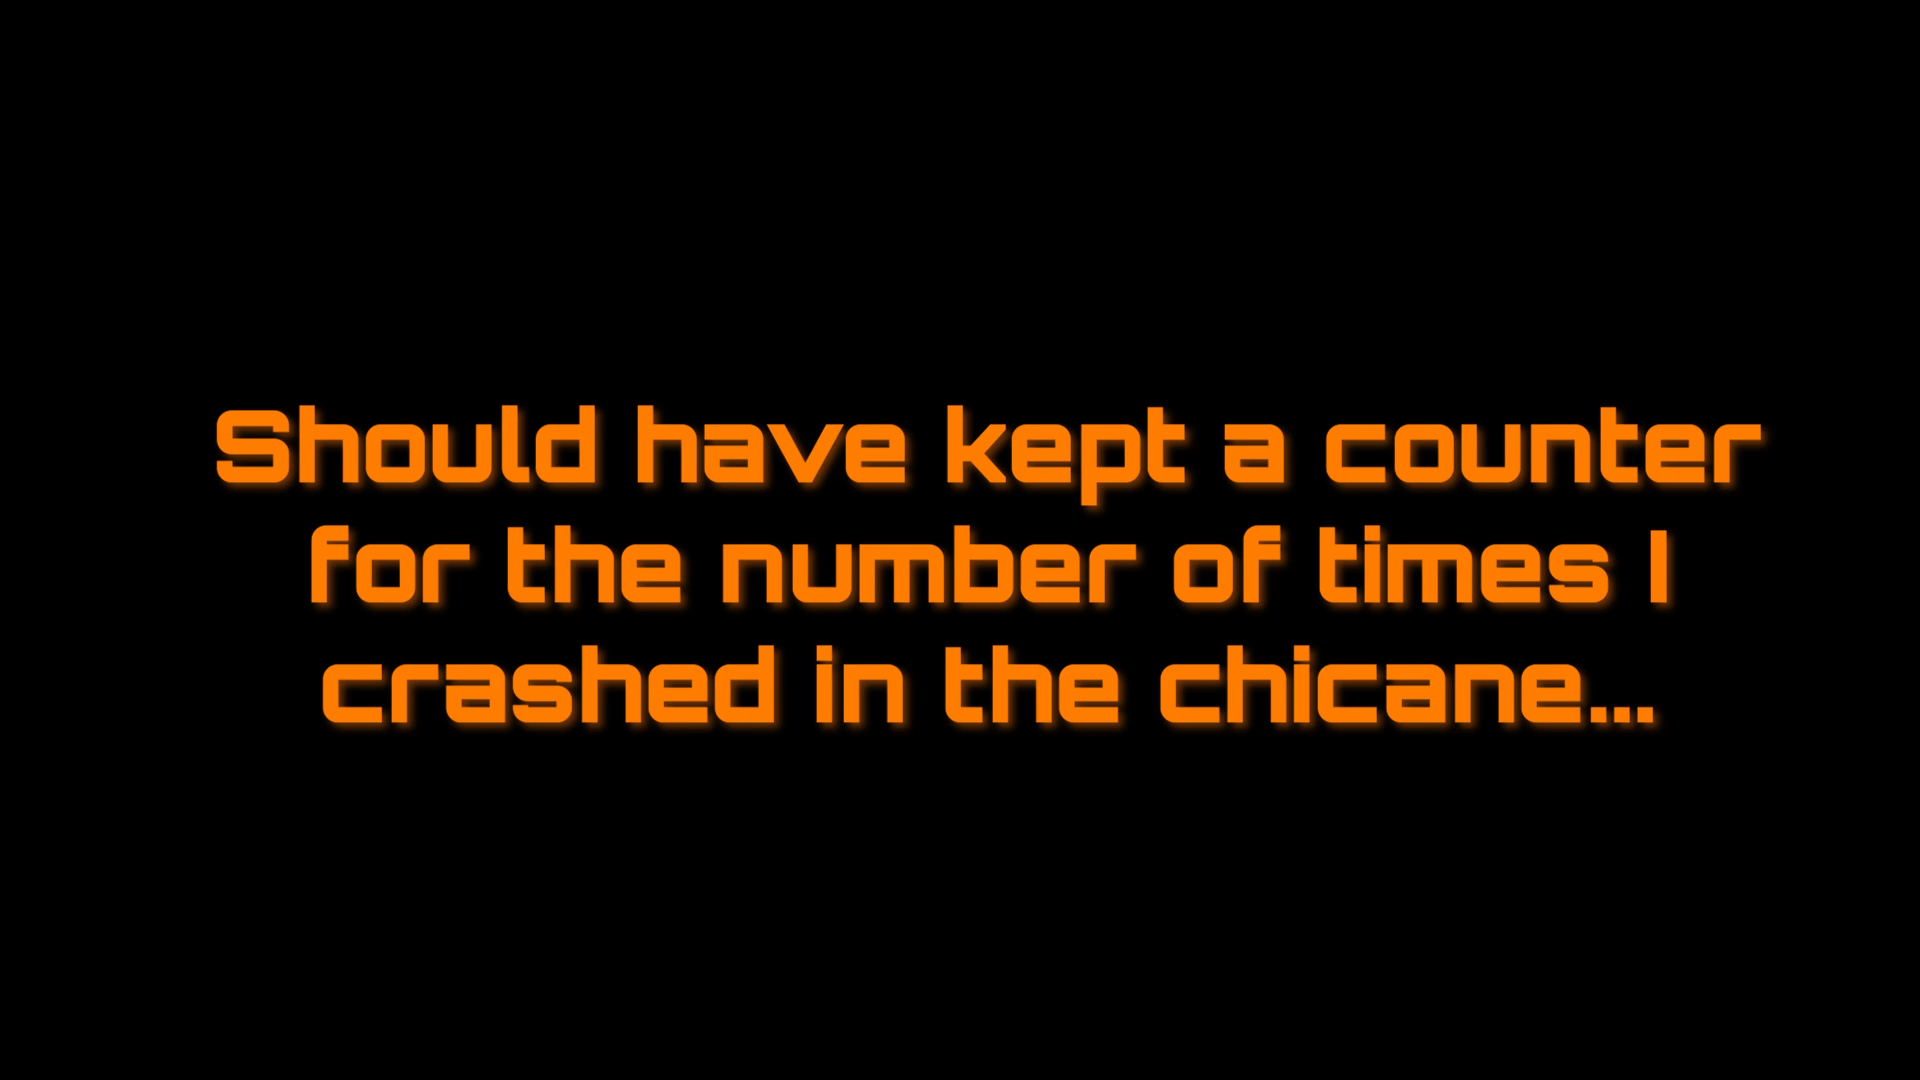 Should have kept a counter
for the number of times I
crashed in the chicane...